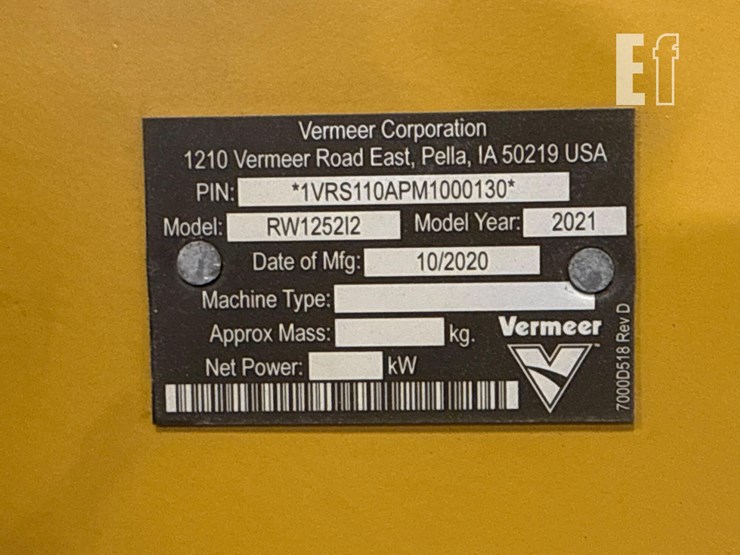 Ef
Vermeer Corporation
1210 Vermeer Road East, Pella, IA 50219 USA
PIN: *1VRS110APM1000130*
Model: RW1252I2 Model Year: 2021
Date of Mfg: 10/2020
Machine Type:
Approx Mass: kg.
Net Power: kW
Vermeer
7000D518 Rev D